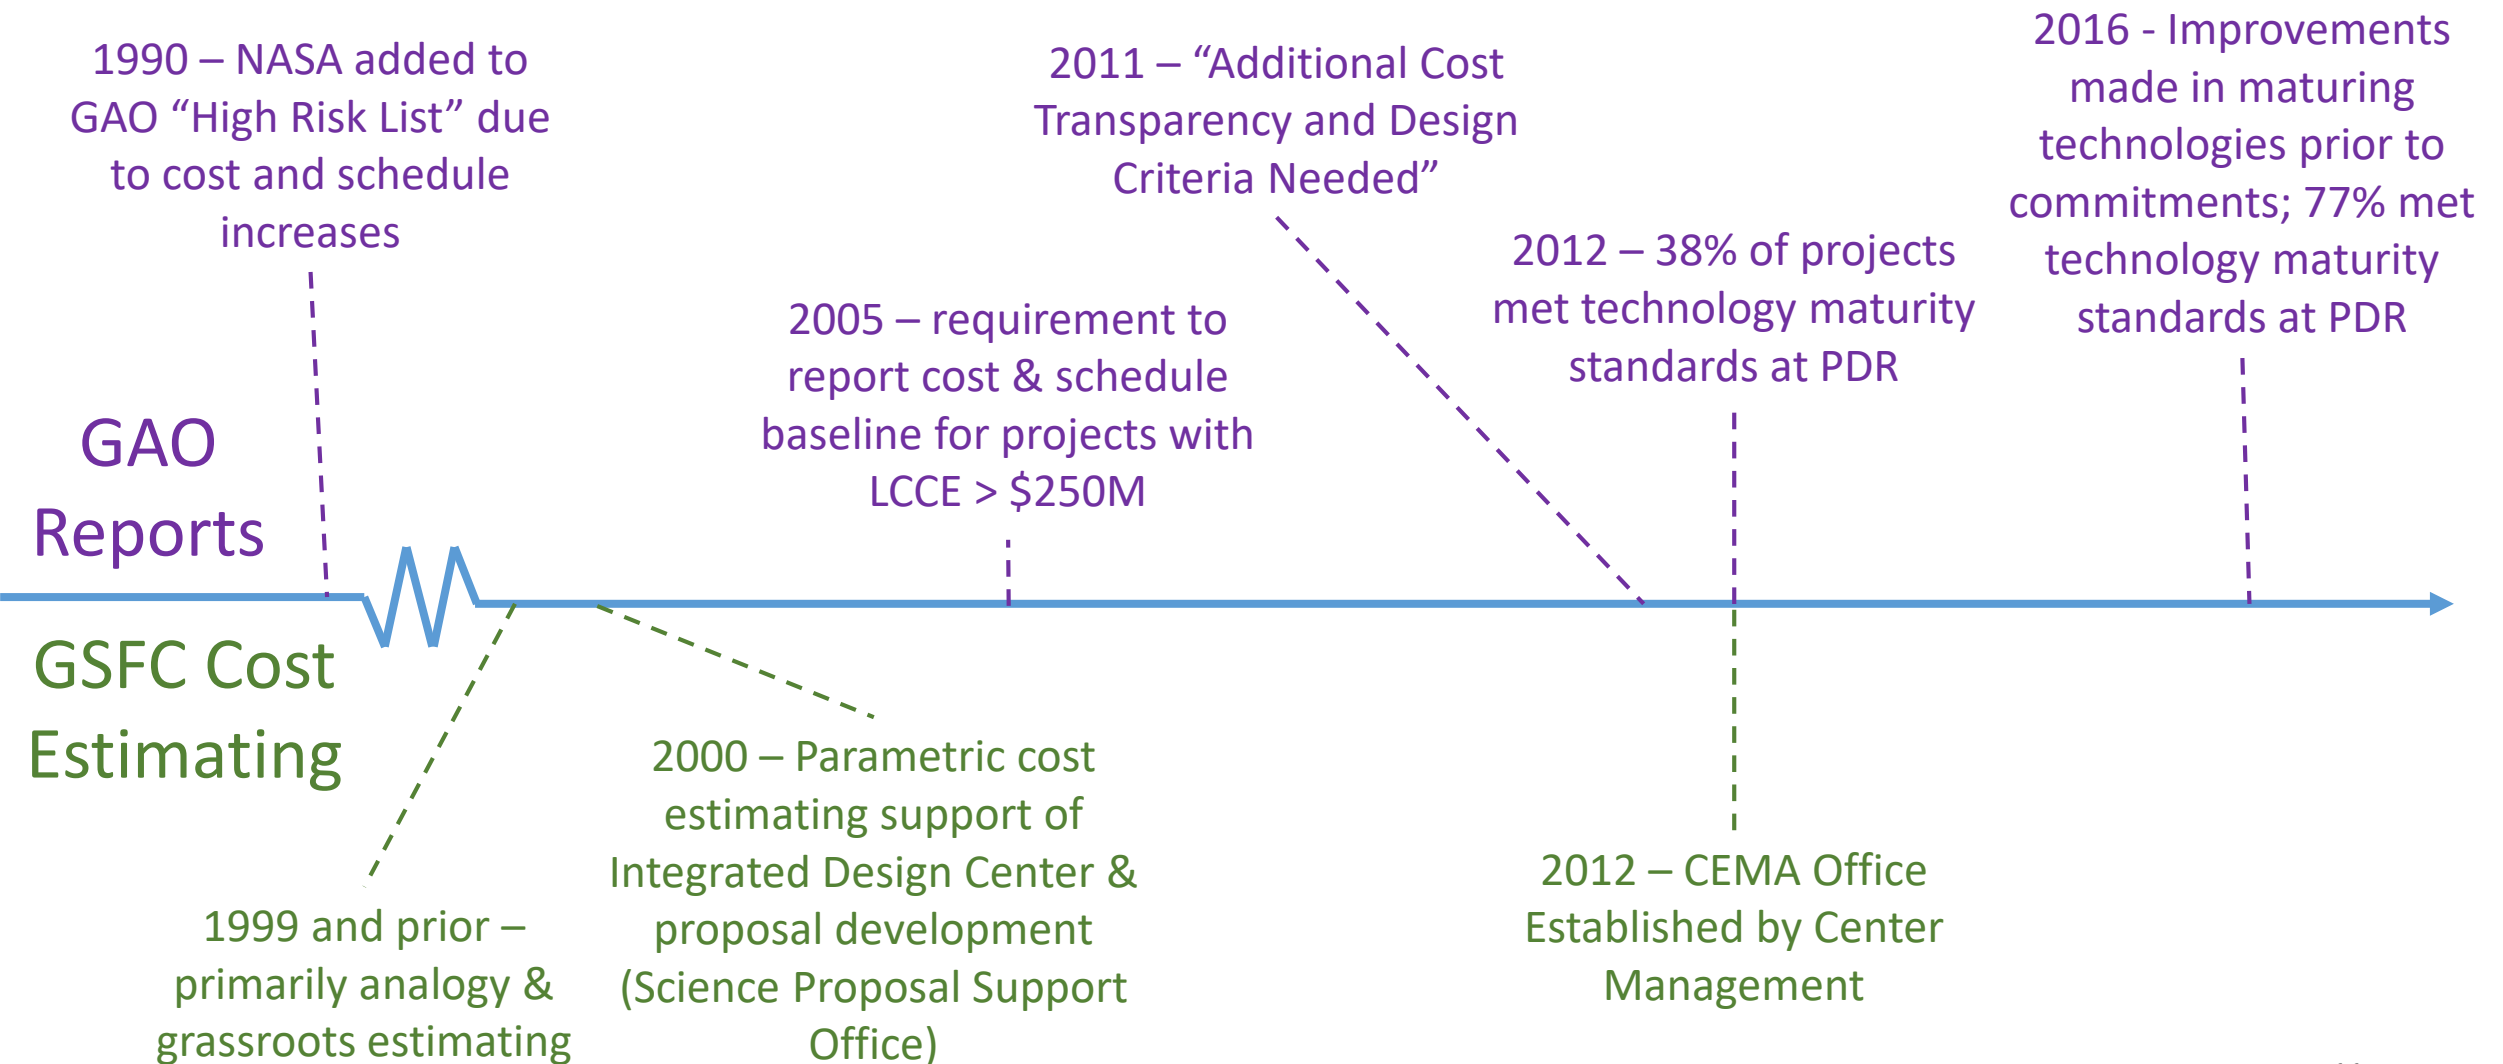 1990 – NASA added to
GAO “High Risk List” due
to cost and schedule
increases
2011 – “Additional Cost
Transparency and Design
Criteria Needed”
2016 - Improvements
made in maturing
technologies prior to
commitments; 77% met
technology maturity
standards at PDR
2012 – 38% of projects
met technology maturity
standards at PDR
2005 – requirement to
report cost & schedule
baseline for projects with
LCCE > $250M
GAO
Reports
GSFC Cost
Estimating
1999 and prior –
primarily analogy &
grassroots estimating
2000 – Parametric cost
estimating support of
Integrated Design Center &
proposal development
(Science Proposal Support
Office)
2012 – CEMA Office
Established by Center
Management